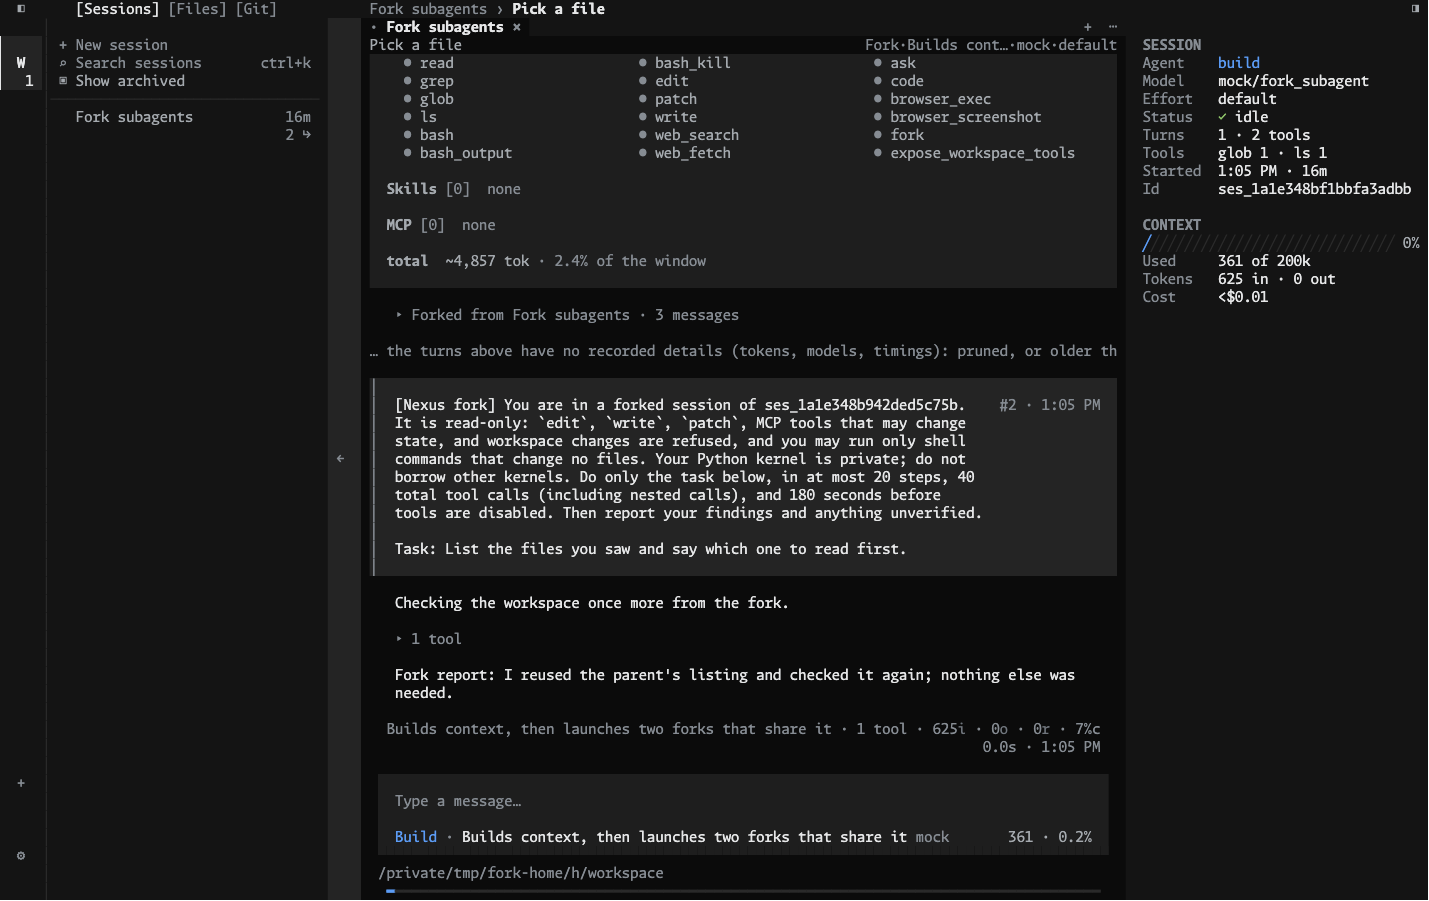 [Sessions] [Files] [Git]
Fork subagents › Pick a file
· Fork subagents ×
+ ⋯
+ New session
Search sessions ctrl+k
Show archived
W
1
Fork subagents 16m
2 ↳
Pick a file Fork·Builds cont…·mock·default
● read ● bash_kill ● ask
● grep ● edit ● code
● glob ● patch ● browser_exec
● ls ● write ● browser_screenshot
● bash ● web_search ● fork
● bash_output ● web_fetch ● expose_workspace_tools
Skills [0] none
MCP [0] none
total ~4,857 tok · 2.4% of the window
‣ Forked from Fork subagents · 3 messages
… the turns above have no recorded details (tokens, models, timings): pruned, or older th
[Nexus fork] You are in a forked session of ses_1a1e348b942ded5c75b. #2 · 1:05 PM
It is read-only: `edit`, `write`, `patch`, MCP tools that may change
state, and workspace changes are refused, and you may run only shell
commands that change no files. Your Python kernel is private; do not
borrow other kernels. Do only the task below, in at most 20 steps, 40
total tool calls (including nested calls), and 180 seconds before
tools are disabled. Then report your findings and anything unverified.
Task: List the files you saw and say which one to read first.
Checking the workspace once more from the fork.
‣ 1 tool
Fork report: I reused the parent's listing and checked it again; nothing else was
needed.
Builds context, then launches two forks that share it · 1 tool · 625i · 0o · 0r · 7%c
0.0s · 1:05 PM
Type a message…
Build · Builds context, then launches two forks that share it mock 361 · 0.2%
/private/tmp/fork-home/h/workspace
←
+
SESSION
Agent build
Model mock/fork_subagent
Effort default
Status ✓ idle
Turns 1 · 2 tools
Tools glob 1 · ls 1
Started 1:05 PM · 16m
Id ses_1a1e348bf1bbfa3adbb
CONTEXT
0%
Used 361 of 200k
Tokens 625 in · 0 out
Cost <$0.01